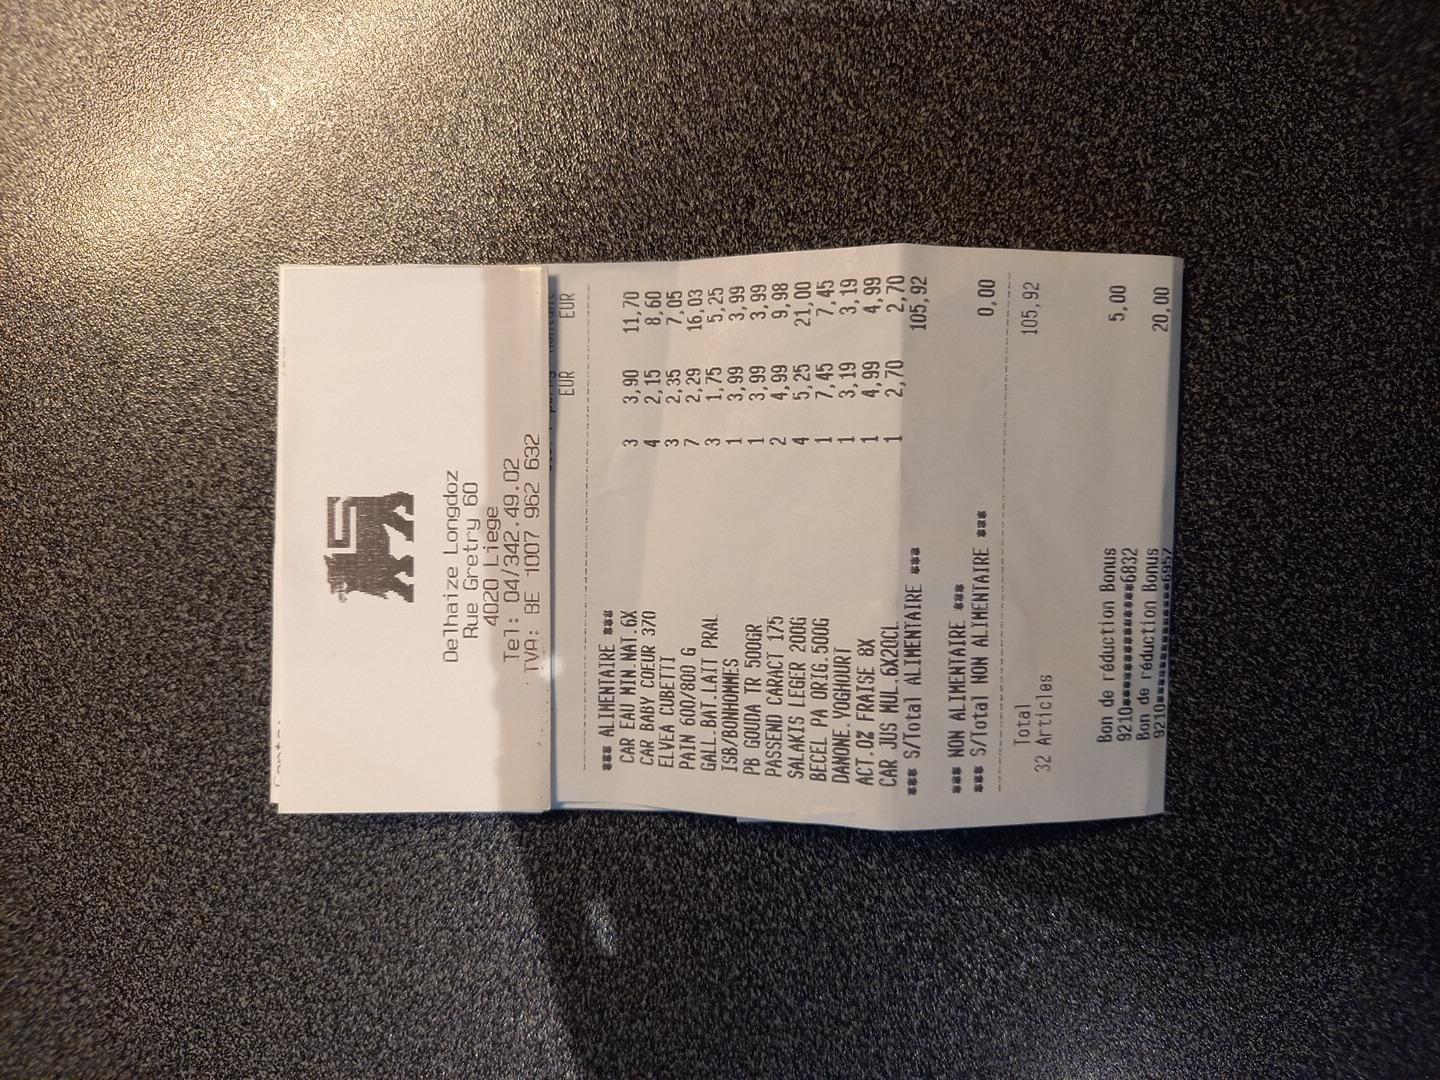 Delhaize Longdoz
Rue Gretry 60
4020 Liege
Tel: 04/342.49.02
TVA: BE 1007 962 632
EUR EUR
*** ALIMENTAIRE ***
CAR EAU MIN.NAT.6X 3 3,90 11,70
CAR BABY COEUR 370 4 2,15 8,60
ELVEA CUBETTI 3 2,35 7,05
PAIN 600/800 G 7 2,29 16,03
GALL.BAT.LAIT PRAL 3 1,75 5,25
ISB/BONHOMMES 1 3,99 3,99
PB GOUDA TR 500GR 1 3,99 3,99
PASSEND CARACT 175 2 4,99 9,98
SALAKIS LEGER 200G 4 5,25 21,00
BECEL PA ORIG.500G 1 7,45 7,45
DANONE.YOGHOURT 1 3,19 3,19
ACT.0% FRAISE 8X 1 4,99 4,99
CAR JUS MUL.6X20CL 1 2,70 2,70
*** S/Total ALIMENTAIRE *** 105,92
*** NON ALIMENTAIRE ***
*** S/Total NON ALIMENTAIRE *** 0,00
Total 105,92
32 Articles
Bon de réduction Bonus 5,00
9210************6832
Bon de réduction Bonus 20,00
9210************6957